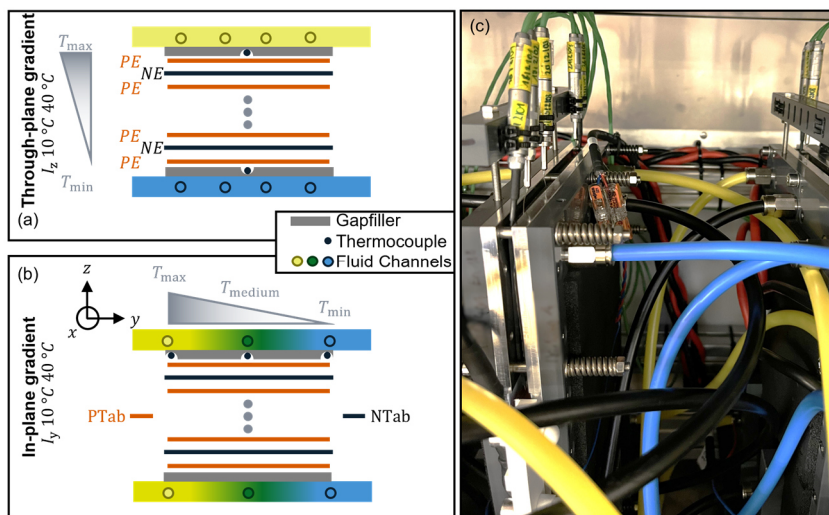 (a)
Through-plane gradient
I_z 10 °C 40 °C
T_max
T_min
PE
NE
PE
PE
NE
PE
Gapfiller
Thermocouple
Fluid Channels
(b)
In-plane gradient
I_y 10 °C 40 °C
z
x
y
T_max
T_medium
T_min
PTab
NTab
(c)